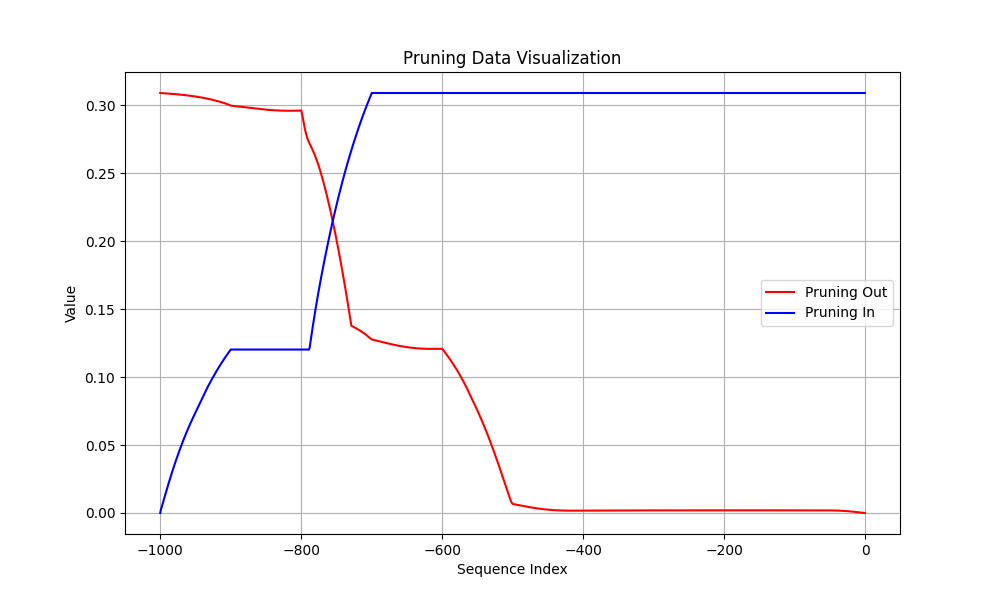 Pruning Data Visualization
0.30
0.25
0.20
0.15
0.10
0.05
0.00
Value
Pruning Out
Pruning In
−1000
−800
−600
−400
−200
0
Sequence Index